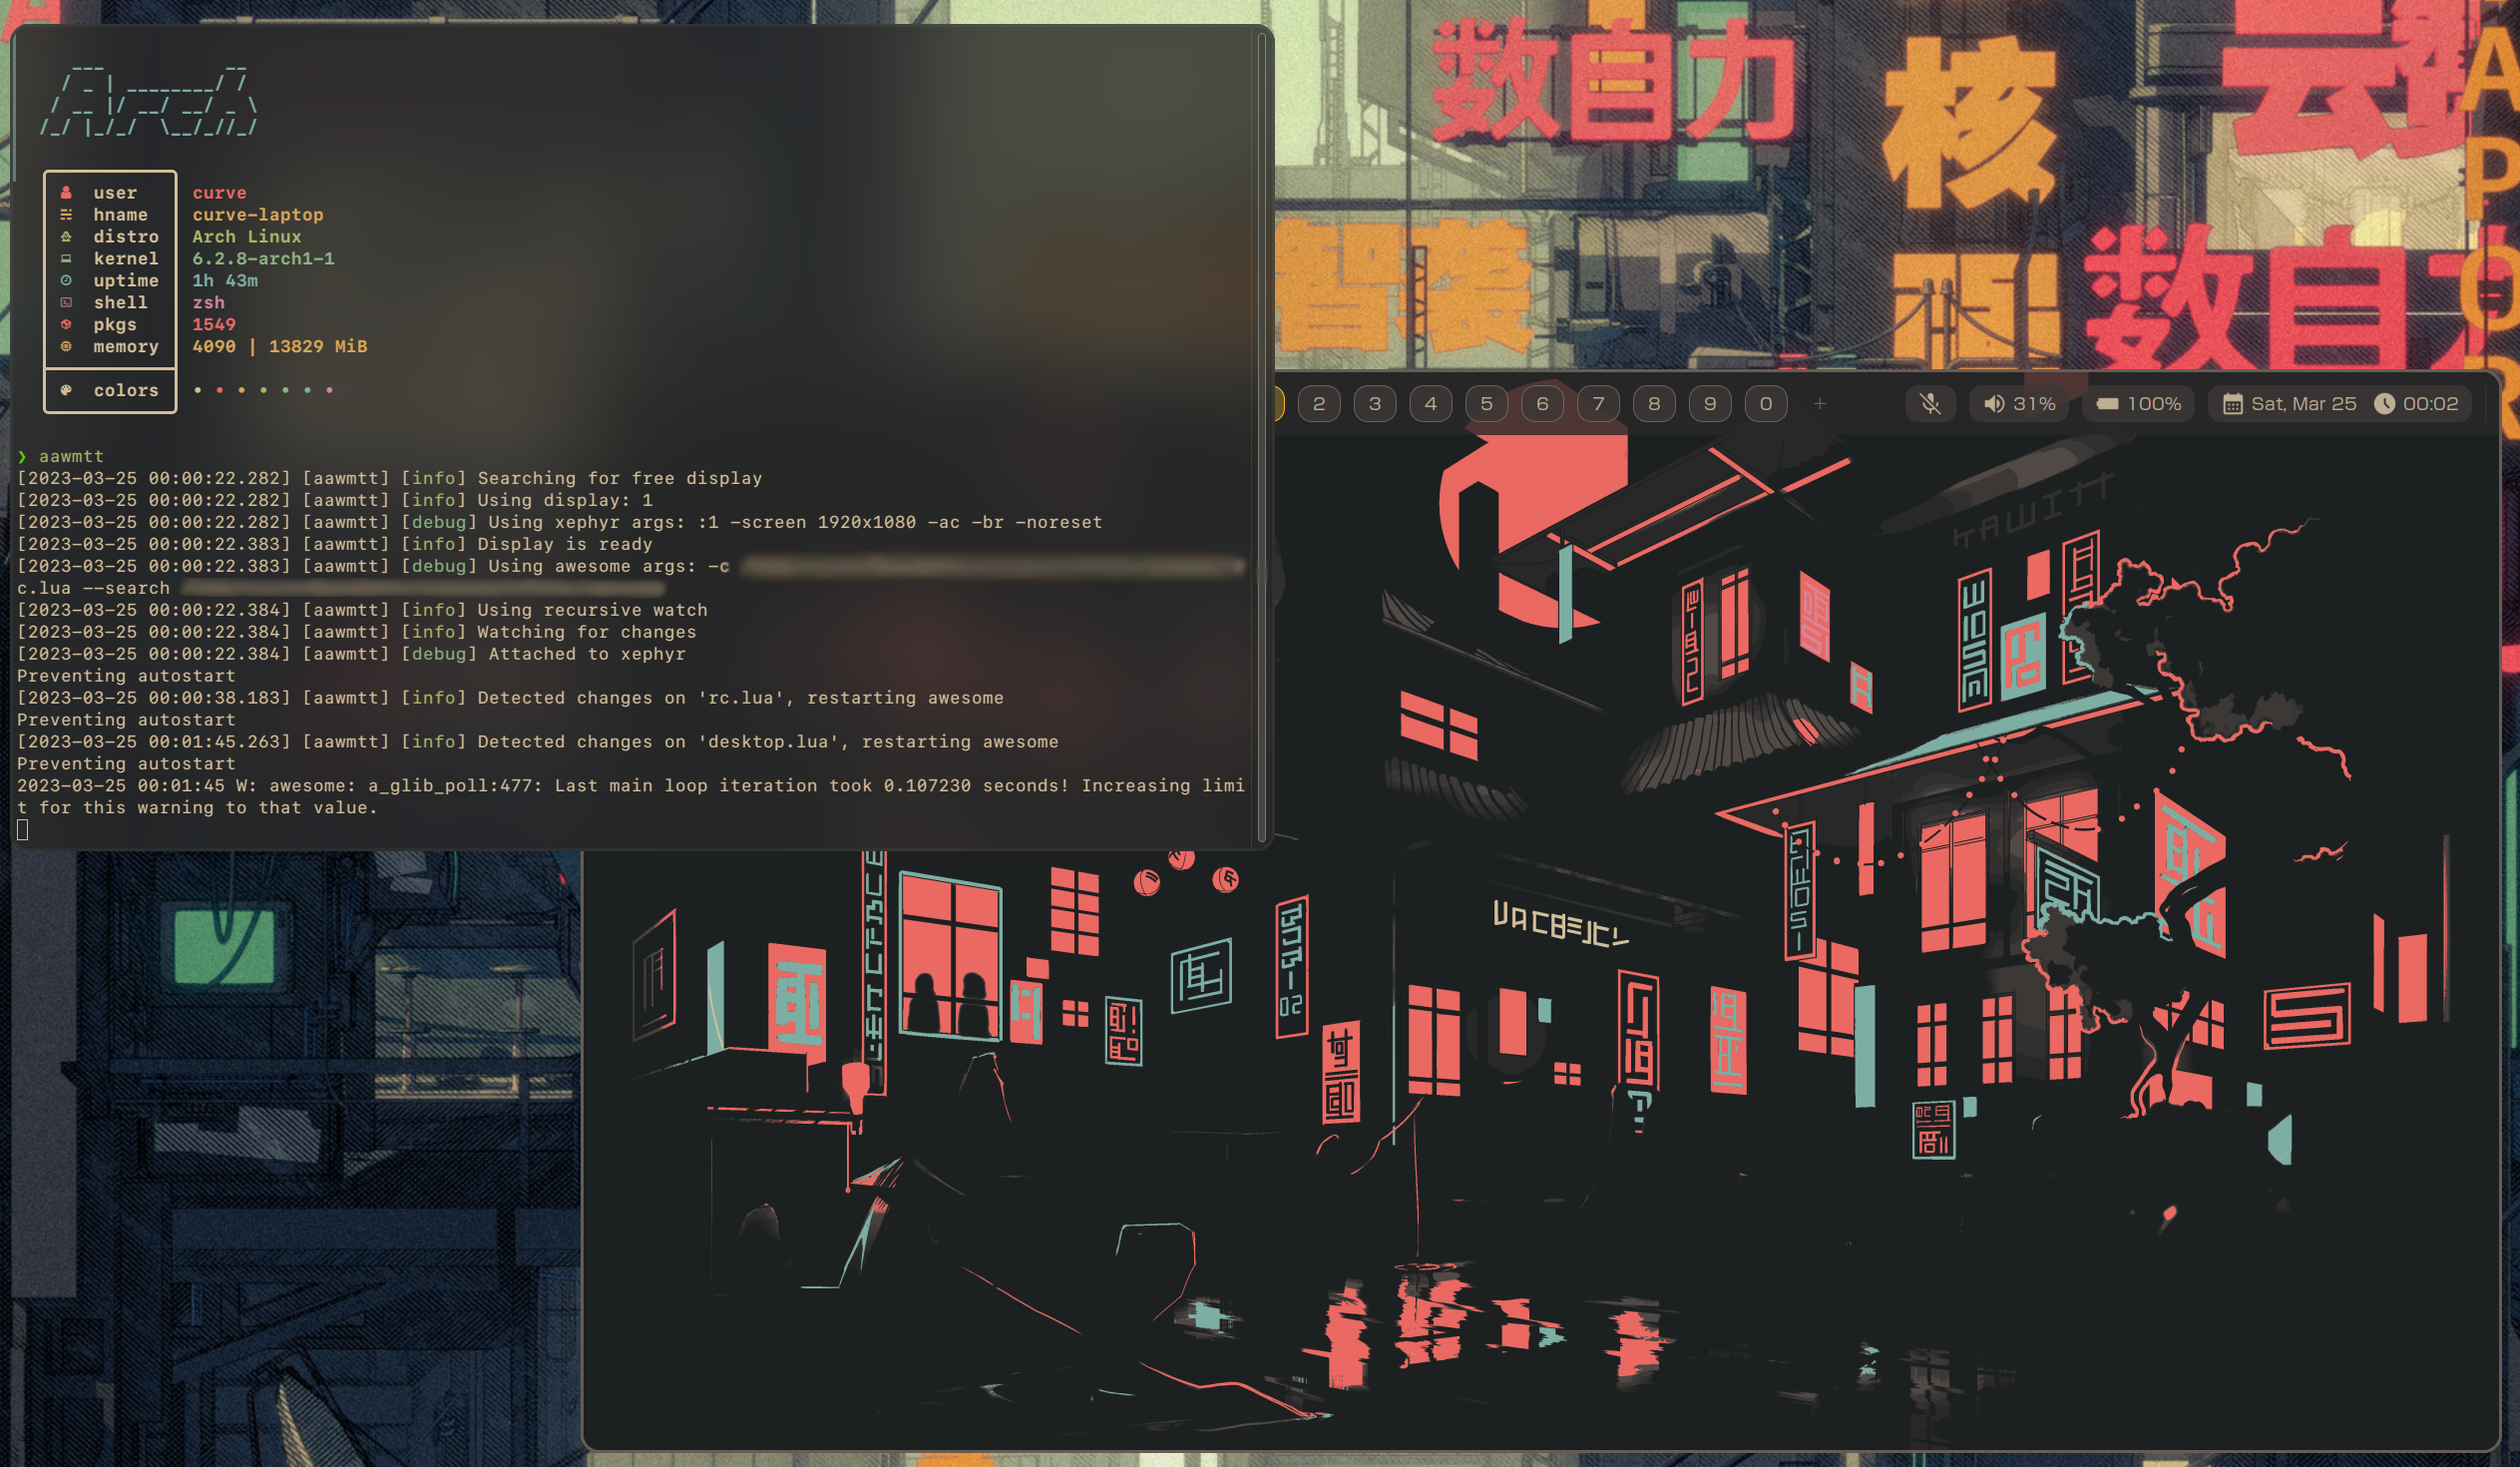 Arch
user curve
hname curve-laptop
distro Arch Linux
kernel 6.2.8-arch1-1
uptime 1h 43m
shell zsh
pkgs 1549
memory 4090 | 13829 MiB
colors
❯ aawmtt
[2023-03-25 00:00:22.282] [aawmtt] [info] Searching for free display
[2023-03-25 00:00:22.282] [aawmtt] [info] Using display: 1
[2023-03-25 00:00:22.282] [aawmtt] [debug] Using xephyr args: :1 -screen 1920x1080 -ac -br -noreset
[2023-03-25 00:00:22.383] [aawmtt] [info] Display is ready
[2023-03-25 00:00:22.383] [aawmtt] [debug] Using awesome args: -c
c.lua --search
[2023-03-25 00:00:22.384] [aawmtt] [info] Using recursive watch
[2023-03-25 00:00:22.384] [aawmtt] [info] Watching for changes
[2023-03-25 00:00:22.384] [aawmtt] [debug] Attached to xephyr
Preventing autostart
[2023-03-25 00:00:38.183] [aawmtt] [info] Detected changes on 'rc.lua', restarting awesome
Preventing autostart
[2023-03-25 00:01:45.263] [aawmtt] [info] Detected changes on 'desktop.lua', restarting awesome
Preventing autostart
2023-03-25 00:01:45 W: awesome: a_glib_poll:477: Last main loop iteration took 0.107230 seconds! Increasing limi
t for this warning to that value.
数自力
核
智装
数自
2 3 4 5 6 7 8 9 0 +
31% 100% Sat, Mar 25 00:02